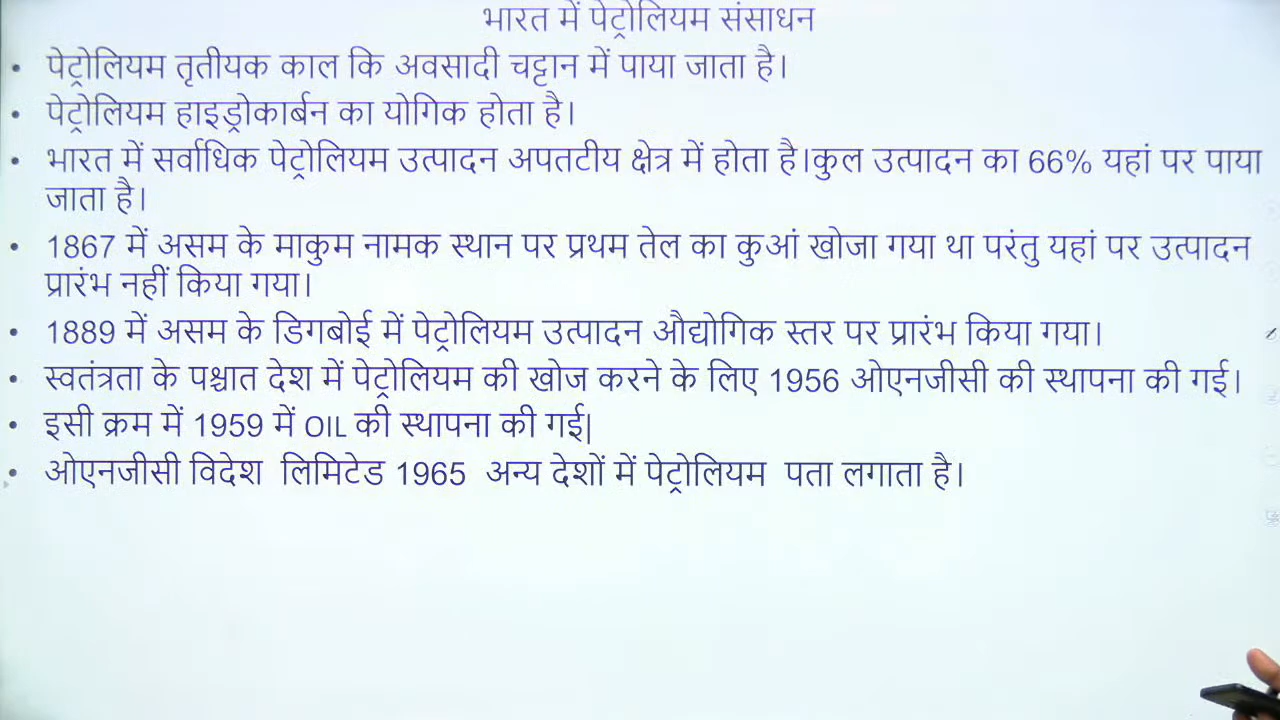 भारत में पेट्रोलियम संसाधन
• पेट्रोलियम तृतीयक काल कि अवसादी चट्टान में पाया जाता है।
• पेट्रोलियम हाइड्रोकार्बन का योगिक होता है।
• भारत में सर्वाधिक पेट्रोलियम उत्पादन अपतटीय क्षेत्र में होता है।कुल उत्पादन का 66% यहां पर पाया
जाता है।
• 1867 में असम के माकुम नामक स्थान पर प्रथम तेल का कुआं खोजा गया था परंतु यहां पर उत्पादन
प्रारंभ नहीं किया गया।
• 1889 में असम के डिगबोई में पेट्रोलियम उत्पादन औद्योगिक स्तर पर प्रारंभ किया गया।
• स्वतंत्रता के पश्चात देश में पेट्रोलियम की खोज करने के लिए 1956 ओएनजीसी की स्थापना की गई।
• इसी क्रम में 1959 में OIL की स्थापना की गई|
• ओएनजीसी विदेश लिमिटेड 1965 अन्य देशों में पेट्रोलियम पता लगाता है।